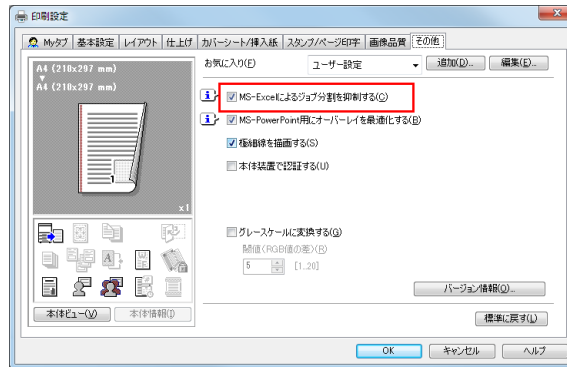 印刷設定
Myタブ 基本設定 レイアウト 仕上げ カバーシート/挿入紙 スタンプ/ページ印字 画像品質 その他
A4 (210x297 mm)
A4 (210x297 mm)
1
x1
お気に入り(F) ユーザー設定 追加(D)... 編集(E)...
MS-Excelによるジョブ分割を抑制する(C)
MS-PowerPoint用にオーバーレイを最適化する(B)
極細線を描画する(S)
本体装置で認証する(U)
グレースケールに変換する(G)
閾値(RGB値の差)(R)
5 [1..20]
バージョン情報(O)...
本体ビュー(V) 本体情報(I)
標準に戻す(L)
OK キャンセル ヘルプ